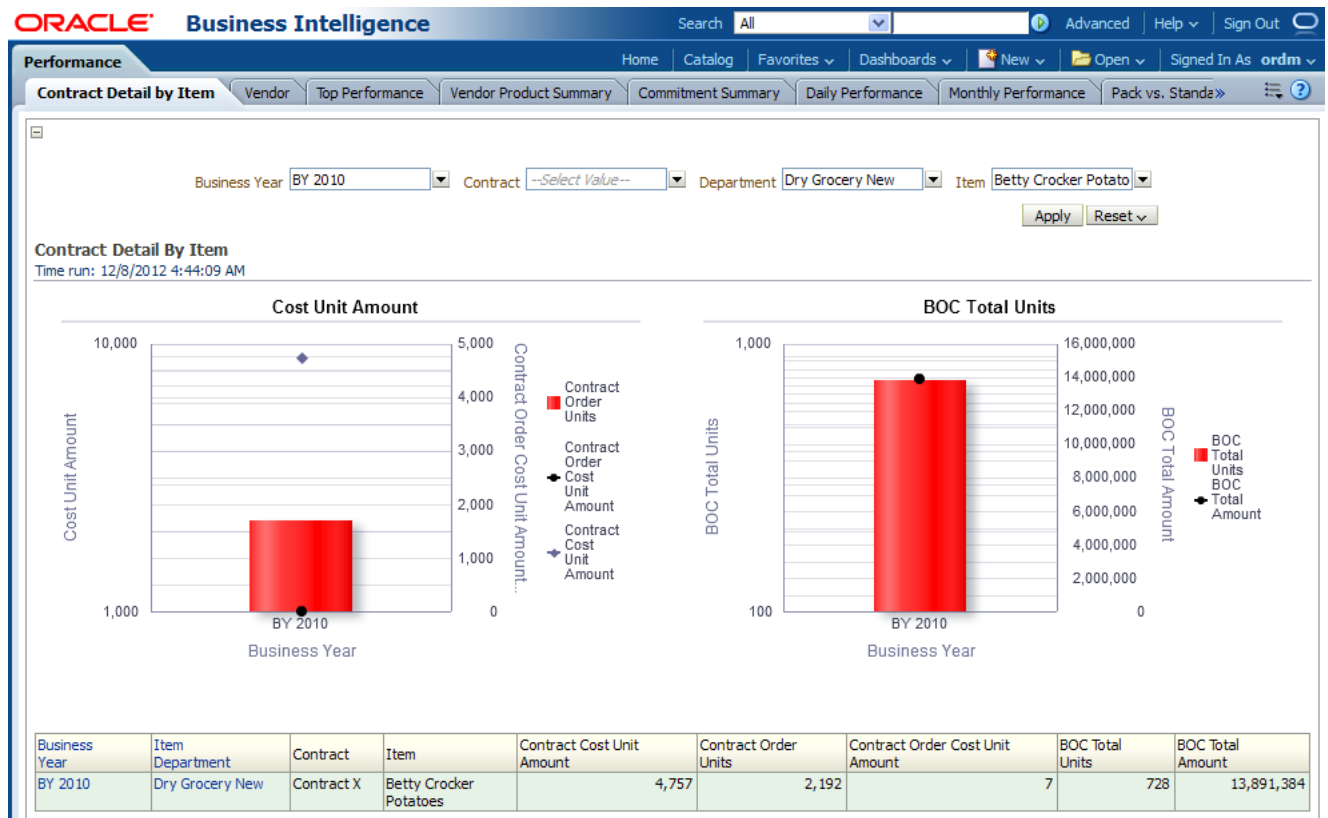 ORACLE Business Intelligence Search All Advanced Help Sign Out
Performance Home Catalog Favorites Dashboards New Open Signed In As ordm
Contract Detail by Item Vendor Top Performance Vendor Product Summary Commitment Summary Daily Performance Monthly Performance Pack vs. Standa»
Business Year BY 2010 Contract --Select Value-- Department Dry Grocery New Item Betty Crocker Potato
Apply Reset
Contract Detail By Item
Time run: 12/8/2012 4:44:09 AM
Cost Unit Amount
10,000
1,000
Cost Unit Amount
5,000
4,000
3,000
2,000
1,000
0
Contract Order Cost Unit Amount...
BY 2010
Business Year
Contract
Order
Units
Contract
Order
Cost
Unit
Amount
Contract
Cost
Unit
Amount
BOC Total Units
1,000
100
BOC Total Units
16,000,000
14,000,000
12,000,000
10,000,000
8,000,000
6,000,000
4,000,000
2,000,000
0
BOC Total Amount
BY 2010
Business Year
BOC
Total
Units
BOC
Total
Amount
Business Item Contract Item Contract Cost Unit Contract Order Contract Order Cost Unit BOC Total BOC Total
Year Department Amount Units Amount Units Amount
BY 2010 Dry Grocery New Contract X Betty Crocker 4,757 2,192 7 728 13,891,384
Potatoes